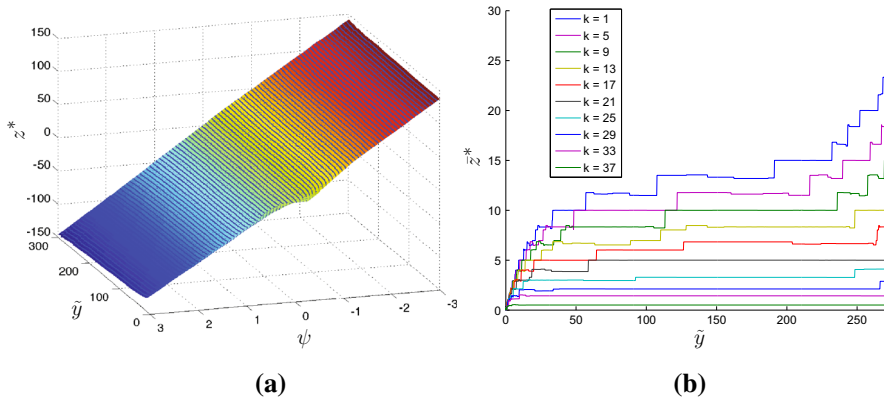 150
100
50
0
-50
-100
-150
z*
300
200
100
0
ỹ
3
2
1
0
-1
-2
-3
ψ
(a)
30
25
20
15
10
5
0
z̄*
k = 1
k = 5
k = 9
k = 13
k = 17
k = 21
k = 25
k = 29
k = 33
k = 37
0
50
100
150
200
250
ỹ
(b)